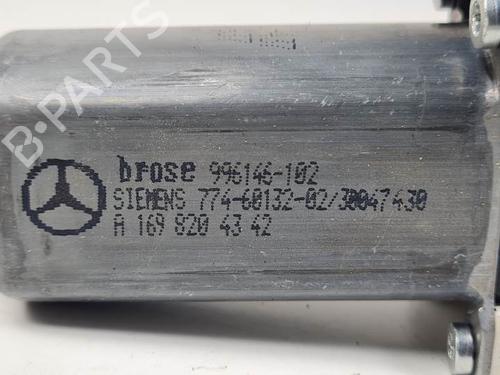 B-PARTS
brose 996146-102
SIEMENS 774-60132-02/30047430
A 169 820 43 42